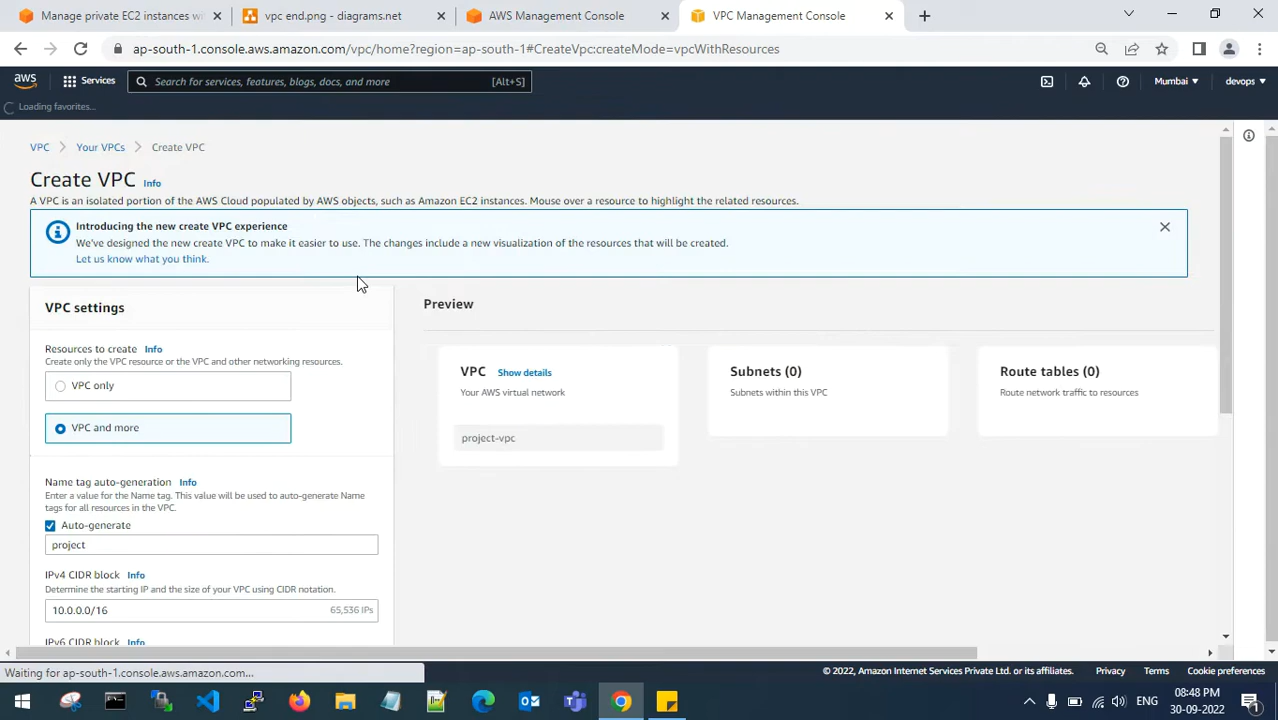 Manage private EC2 instances wi
vpc end.png - diagrams.net
AWS Management Console
VPC Management Console
ap-south-1.console.aws.amazon.com/vpc/home?region=ap-south-1#CreateVpc:createMode=vpcWithResources
aws
Services
Search for services, features, blogs, docs, and more
[Alt+S]
Mumbai
devops
Loading favorites...
VPC
Your VPCs
Create VPC
Create VPC Info
A VPC is an isolated portion of the AWS Cloud populated by AWS objects, such as Amazon EC2 instances. Mouse over a resource to highlight the related resources.
Introducing the new create VPC experience
We've designed the new create VPC to make it easier to use. The changes include a new visualization of the resources that will be created.
Let us know what you think.
VPC settings
Resources to create Info
Create only the VPC resource or the VPC and other networking resources.
VPC only
VPC and more
Name tag auto-generation Info
Enter a value for the Name tag. This value will be used to auto-generate Name
tags for all resources in the VPC.
Auto-generate
project
IPv4 CIDR block Info
Determine the starting IP and the size of your VPC using CIDR notation.
10.0.0.0/16
65,536 IPs
IPv6 CIDR block Info
Preview
VPC Show details
Your AWS virtual network
project-vpc
Subnets (0)
Subnets within this VPC
Route tables (0)
Route network traffic to resources
Waiting for ap-south-1.console.aws.amazon.com...
© 2022, Amazon Internet Services Private Ltd. or its affiliates.
Privacy
Terms
Cookie preferences
ENG
08:48 PM
30-09-2022
1